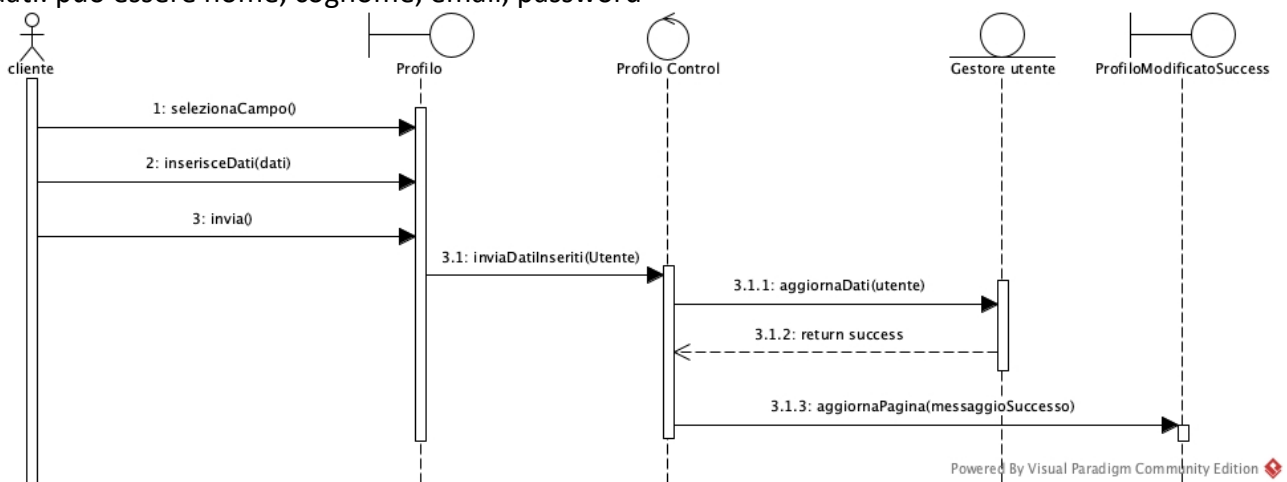 dati: può essere nome, cognome, email, password
cliente
Profilo
Profilo Control
Gestore utente
ProfiloModificatoSuccess
1: selezionaCampo()
2: inserisceDati(dati)
3: invia()
3.1: inviaDatiInseriti(Utente)
3.1.1: aggiornaDati(utente)
3.1.2: return success
3.1.3: aggiornaPagina(messaggioSuccesso)
Powered By Visual Paradigm Community Edition